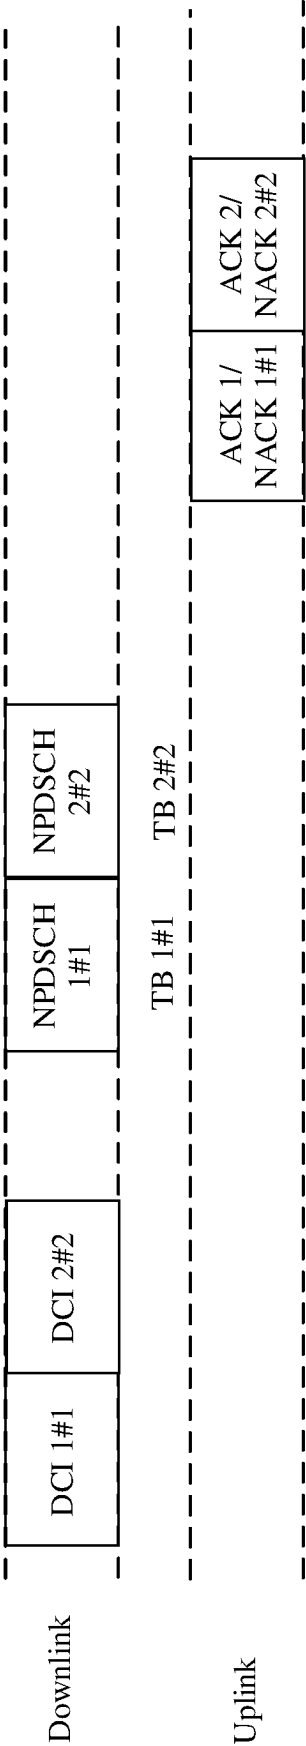 Downlink
DCI 1#1
DCI 2#2
NPDSCH
1#1
NPDSCH
2#2
TB 1#1
TB 2#2
Uplink
ACK 1/
NACK 1#1
ACK 2/
NACK 2#2